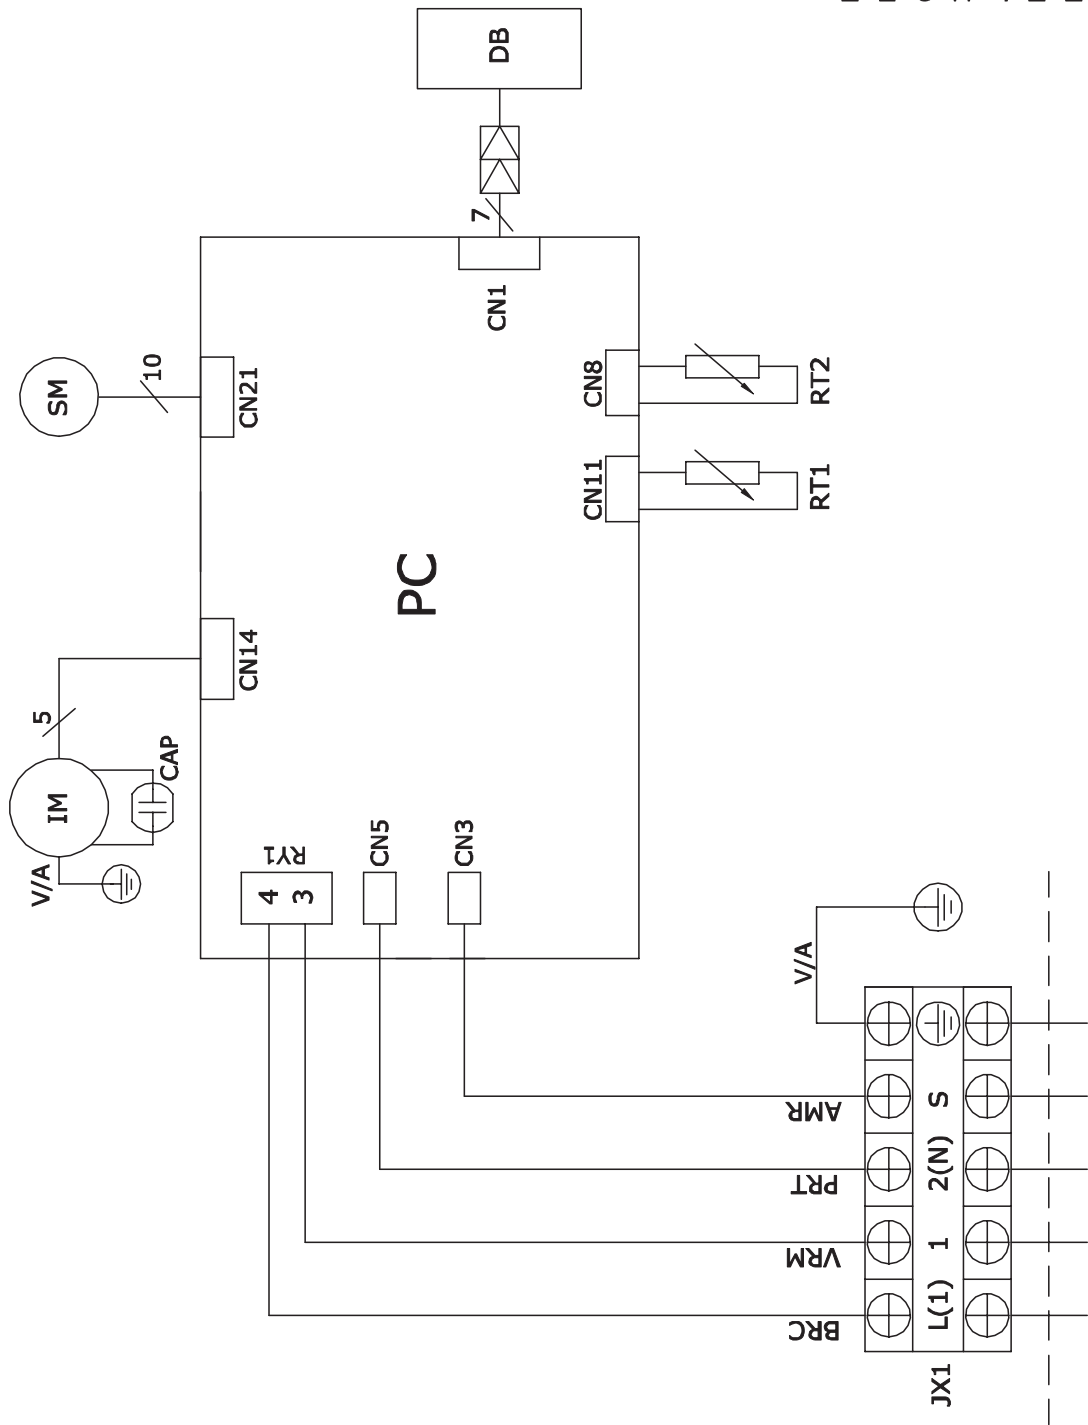 DB
7
CN1
SM
10
CN21
CN8
RT2
CN11
RT1
PC
5
CN14
IM
CAP
V/A
RY1
4
3
CN5
CN3
V/A
AMR
S
PRT
2(N)
VRM
1
BRC
L(1)
JX1